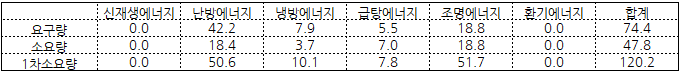 신재생에너지 난방에너지 냉방에너지 급탕에너지 조명에너지 환기에너지 합계
요구량 0.0 42.2 7.9 5.5 18.8 0.0 74.4
소요량 0.0 18.4 3.7 7.0 18.8 0.0 47.8
1차소요량 0.0 50.6 10.1 7.8 51.7 0.0 120.2